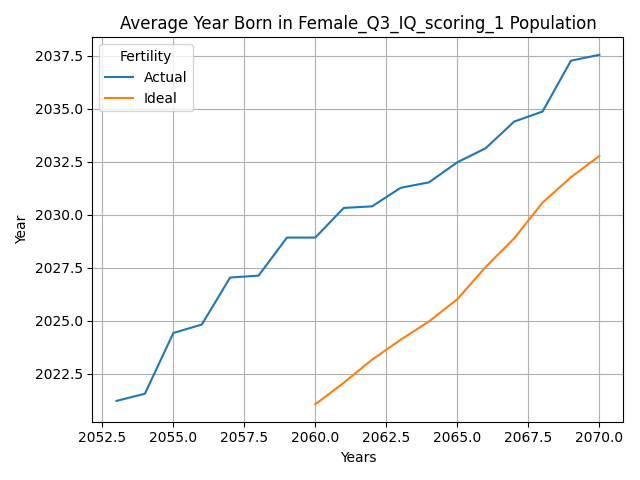 Average Year Born in Female_Q3_IQ_scoring_1 Population
Fertility
Actual
Ideal
2037.5
2035.0
2032.5
2030.0
2027.5
2025.0
2022.5
Year
2052.5 2055.0 2057.5 2060.0 2062.5 2065.0 2067.5 2070.0
Years